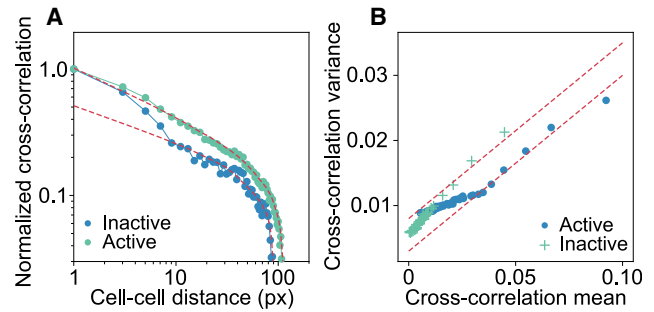 A
Normalized cross-correlation
1.0
0.1
Inactive
Active
1
10
100
Cell-cell distance (px)
B
Cross-correlation variance
0.03
0.02
0.01
Active
Inactive
0.00
0.05
0.10
Cross-correlation mean